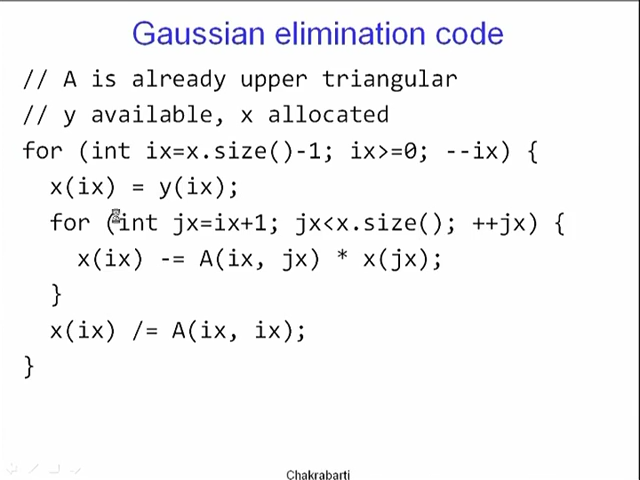 Gaussian elimination code
// A is already upper triangular
// y available, x allocated
for (int ix=x.size()-1; ix>=0; --ix) {
x(ix) = y(ix);
for (int jx=ix+1; jx<x.size(); ++jx) {
x(ix) -= A(ix, jx) * x(jx);
}
x(ix) /= A(ix, ix);
}
Chakrabarti